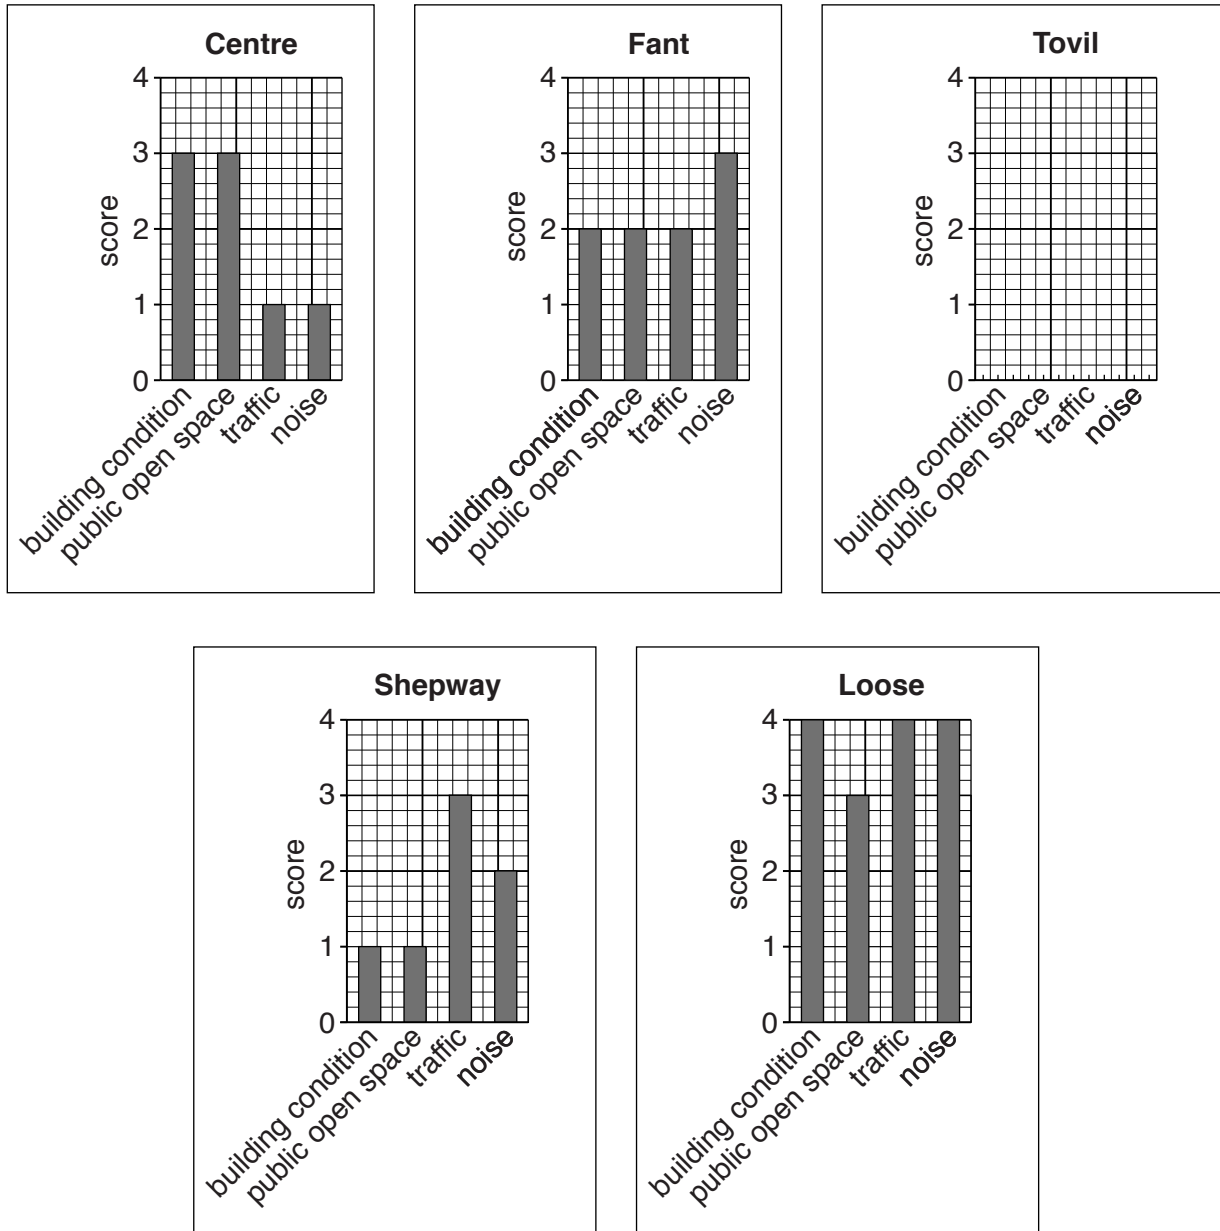 Centre
4
3
2
1
0
score
building condition
public open space
traffic
noise
Fant
4
3
2
1
0
score
building condition
public open space
traffic
noise
Tovil
4
3
2
1
0
score
building condition
public open space
traffic
noise
Shepway
4
3
2
1
0
score
building condition
public open space
traffic
noise
Loose
4
3
2
1
0
score
building condition
public open space
traffic
noise